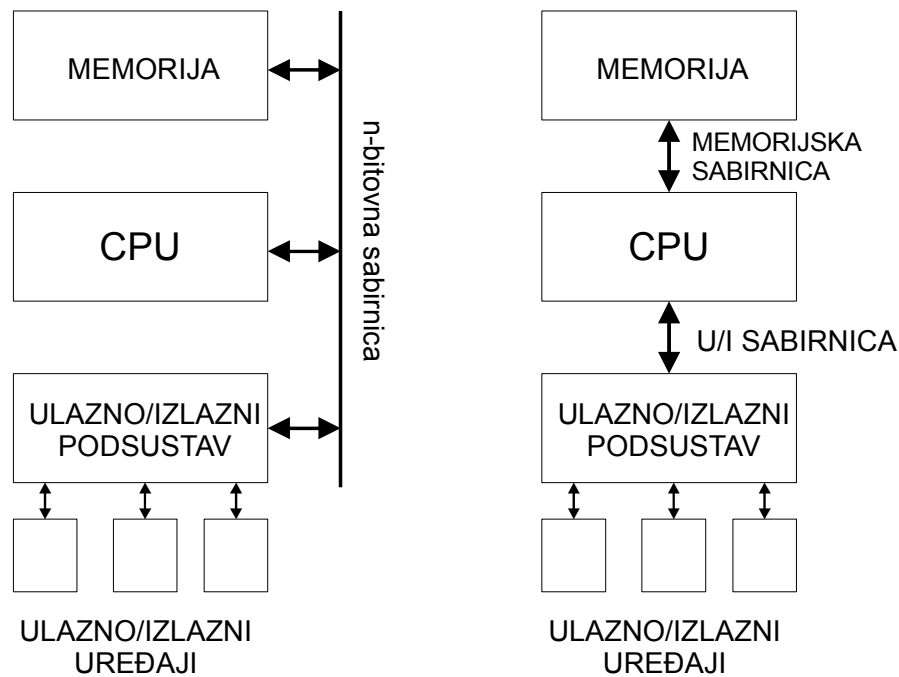 MEMORIJA
CPU
ULAZNO/IZLAZNI
PODSUSTAV
ULAZNO/IZLAZNI
UREĐAJI
n-bitovna sabirnica
MEMORIJA
MEMORIJSKA
SABIRNICA
CPU
U/I SABIRNICA
ULAZNO/IZLAZNI
PODSUSTAV
ULAZNO/IZLAZNI
UREĐAJI